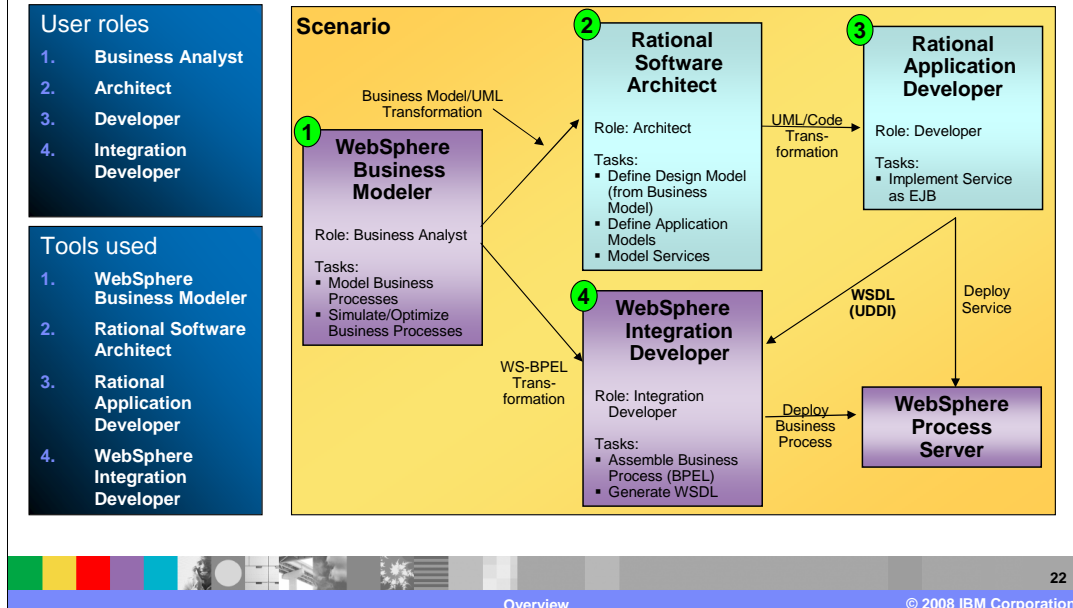 User roles
1. Business Analyst
2. Architect
3. Developer
4. Integration
Developer
Tools used
1. WebSphere
Business Modeler
2. Rational Software
Architect
3. Rational
Application
Developer
4. WebSphere
Integration
Developer
Scenario
1
WebSphere
Business
Modeler
Role: Business Analyst
Tasks:
▪ Model Business
Processes
▪ Simulate/Optimize
Business Processes
Business Model/UML
Transformation
2
Rational
Software
Architect
Role: Architect
Tasks:
▪ Define Design Model
(from Business
Model)
▪ Define Application
Models
▪ Model Services
UML/Code
Trans-
formation
3
Rational
Application
Developer
Role: Developer
Tasks:
▪ Implement Service
as EJB
WS-BPEL
Trans-
formation
4
WebSphere
Integration
Developer
Role: Integration
Developer
Tasks:
▪ Assemble Business
Process (BPEL)
▪ Generate WSDL
WSDL
(UDDI)
Deploy
Service
Deploy
Business
Process
WebSphere
Process
Server
22
Overview
© 2008 IBM Corporation